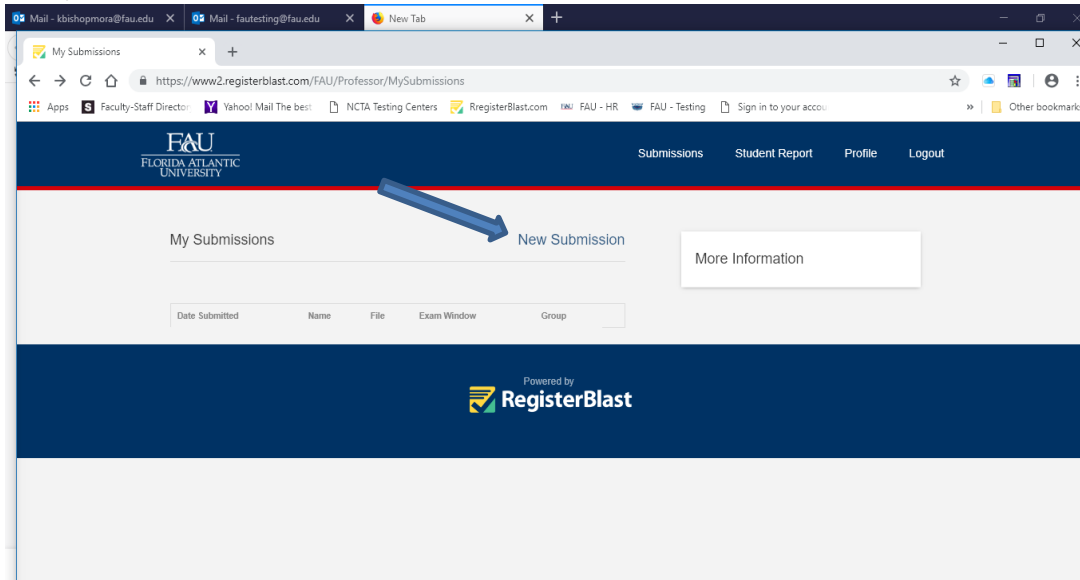 Mail - kbishopmora@fau.edu Mail - fautesting@fau.edu New Tab
My Submissions
https://www2.registerblast.com/FAU/Professor/MySubmissions
Apps Faculty-Staff Director Yahoo! Mail The best NCTA Testing Centers RregisterBlast.com FAU - HR FAU - Testing Sign in to your accou » Other bookmark
FAU
FLORIDA ATLANTIC
UNIVERSITY
Submissions Student Report Profile Logout
My Submissions New Submission
More Information
Date Submitted Name File Exam Window Group
Powered by
RegisterBlast